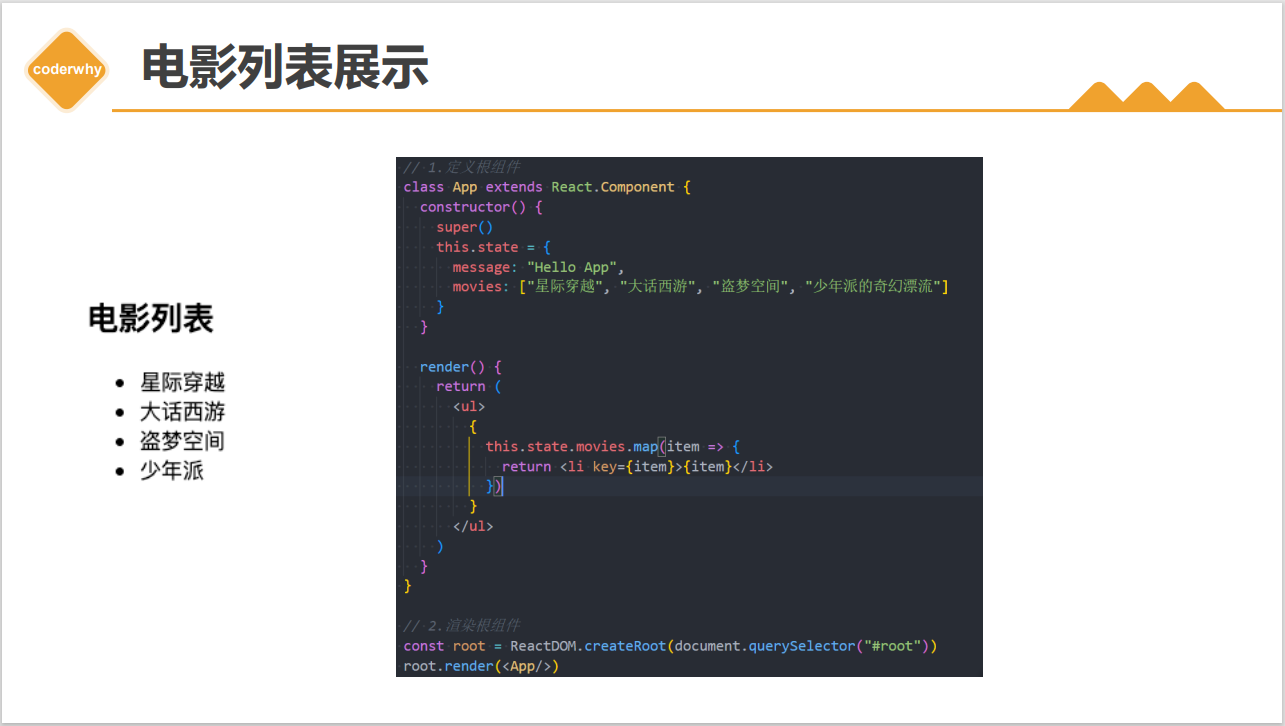 coderwhy
电影列表展示
电影列表
星际穿越
大话西游
盗梦空间
少年派
// 1.定义根组件
class App extends React.Component {
  constructor() {
    super()
    this.state = {
      message: "Hello App",
      movies: ["星际穿越", "大话西游", "盗梦空间", "少年派的奇幻漂流"]
    }
  }

  render() {
    return (
      <ul>
        {
          this.state.movies.map(item => {
            return <li key={item}>{item}</li>
          })
        }
      </ul>
    )
  }
}

// 2.渲染根组件
const root = ReactDOM.createRoot(document.querySelector("#root"))
root.render(<App/>)